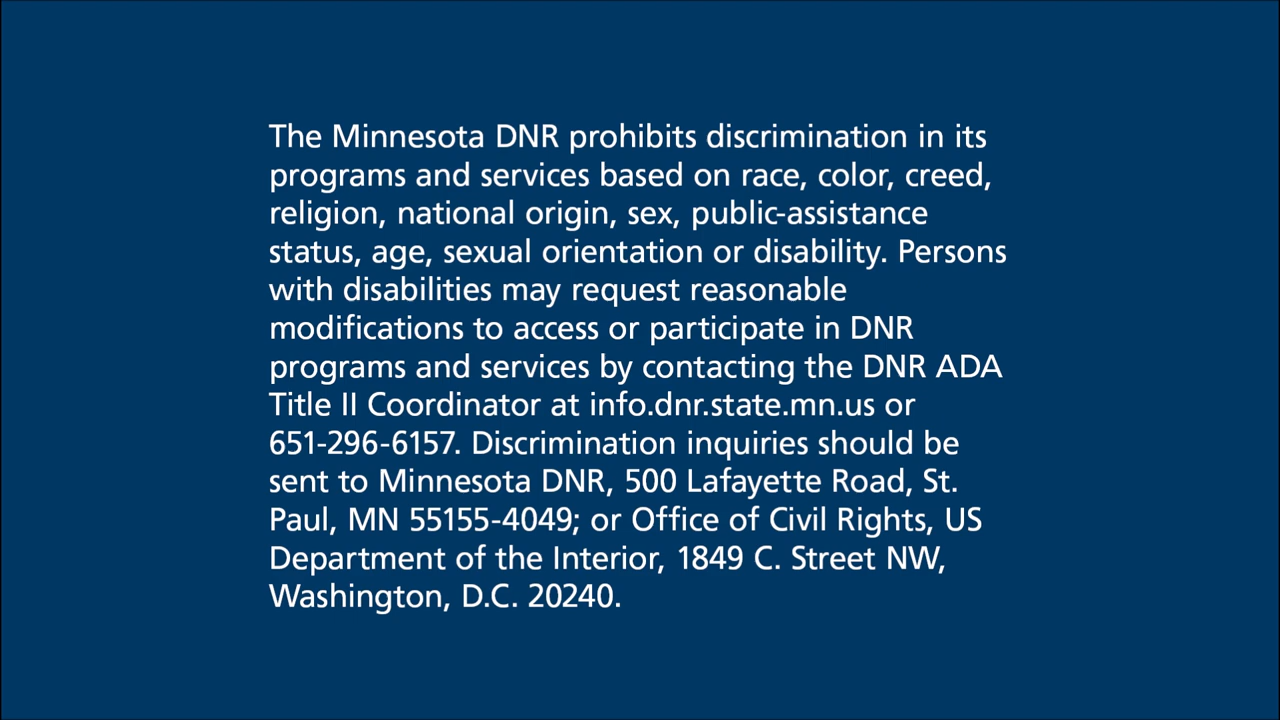 The Minnesota DNR prohibits discrimination in its
programs and services based on race, color, creed,
religion, national origin, sex, public-assistance
status, age, sexual orientation or disability. Persons
with disabilities may request reasonable
modifications to access or participate in DNR
programs and services by contacting the DNR ADA
Title II Coordinator at info.dnr.state.mn.us or
651-296-6157. Discrimination inquiries should be
sent to Minnesota DNR, 500 Lafayette Road, St.
Paul, MN 55155-4049; or Office of Civil Rights, US
Department of the Interior, 1849 C. Street NW,
Washington, D.C. 20240.